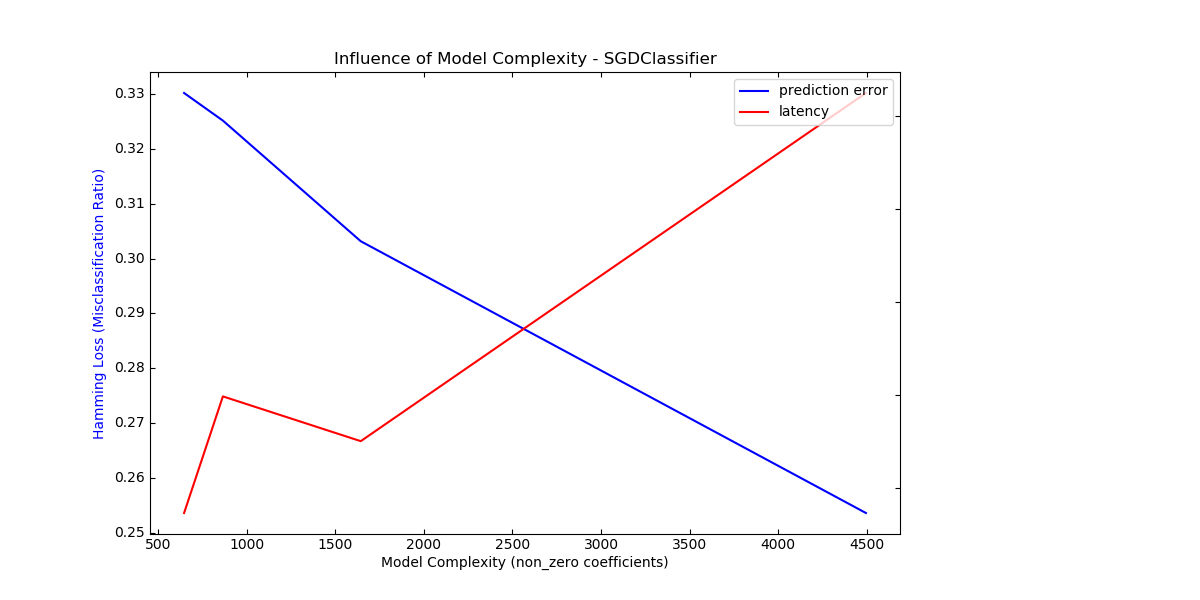 Influence of Model Complexity - SGDClassifier
prediction error
latency
Hamming Loss (Misclassification Ratio)
0.33
0.32
0.31
0.30
0.29
0.28
0.27
0.26
0.25
500 1000 1500 2000 2500 3000 3500 4000 4500
Model Complexity (non_zero coefficients)